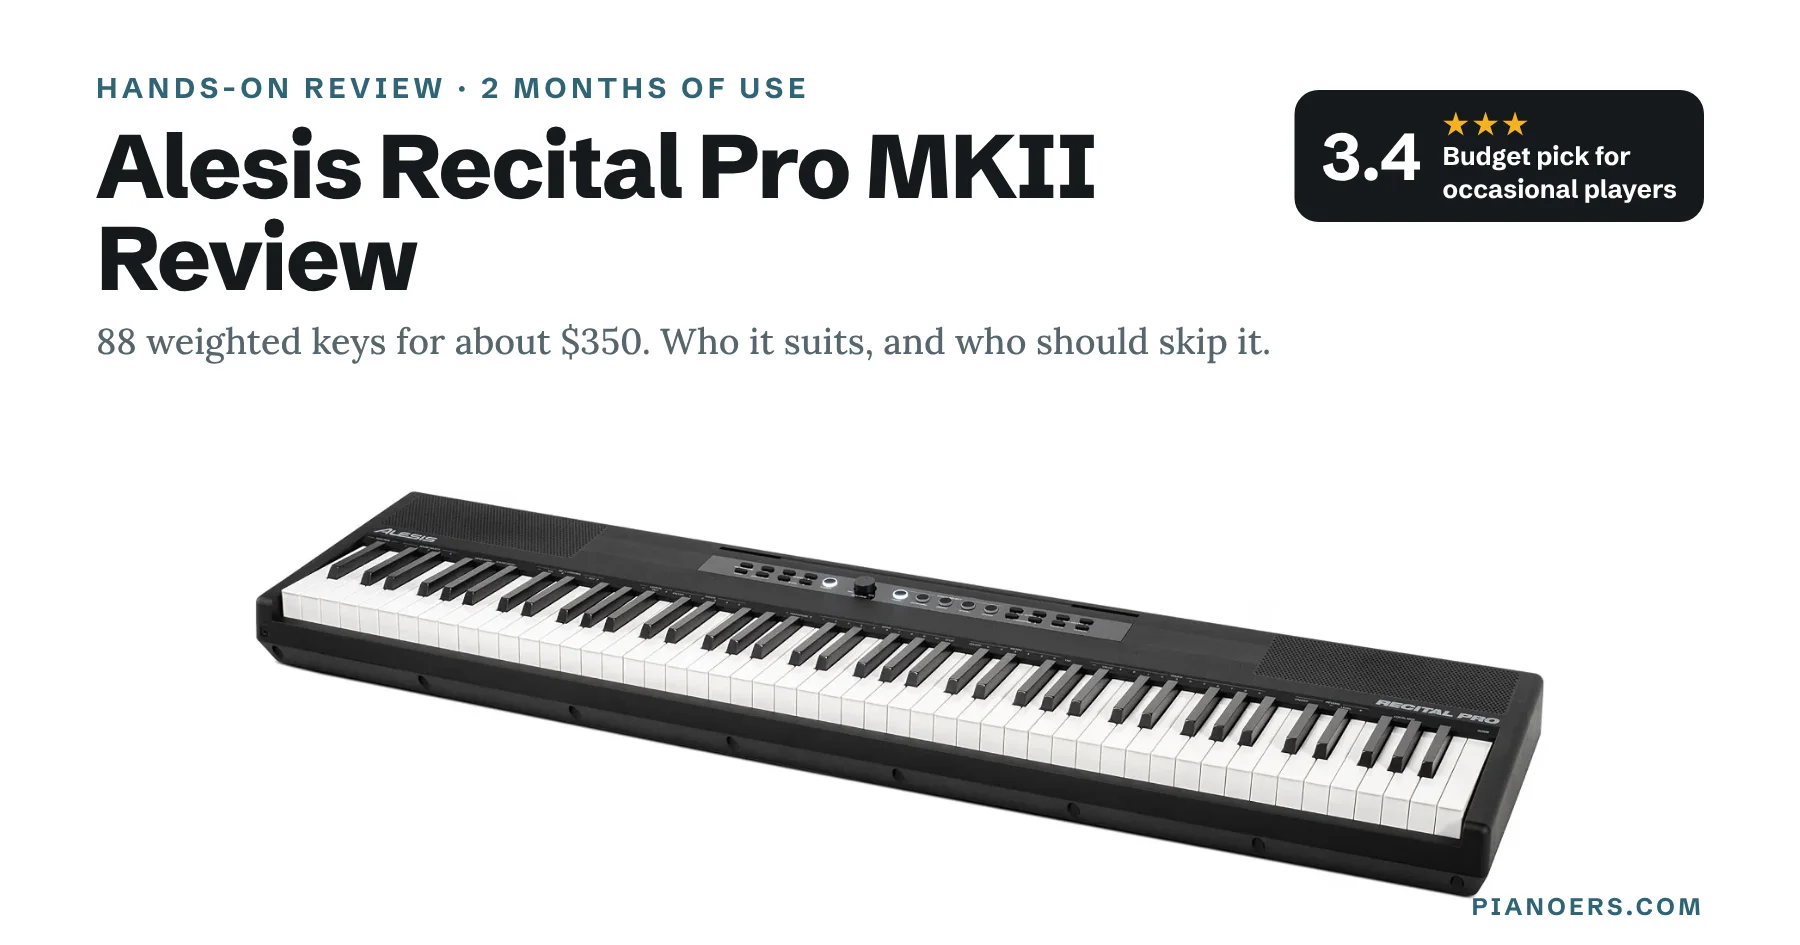 HANDS-ON REVIEW · 2 MONTHS OF USE
Alesis Recital Pro MKII
Review
88 weighted keys for about $350. Who it suits, and who should skip it.
3.4
★★★
Budget pick for
occasional players
ALESIS
RECITAL PRO
PIANOERS.COM